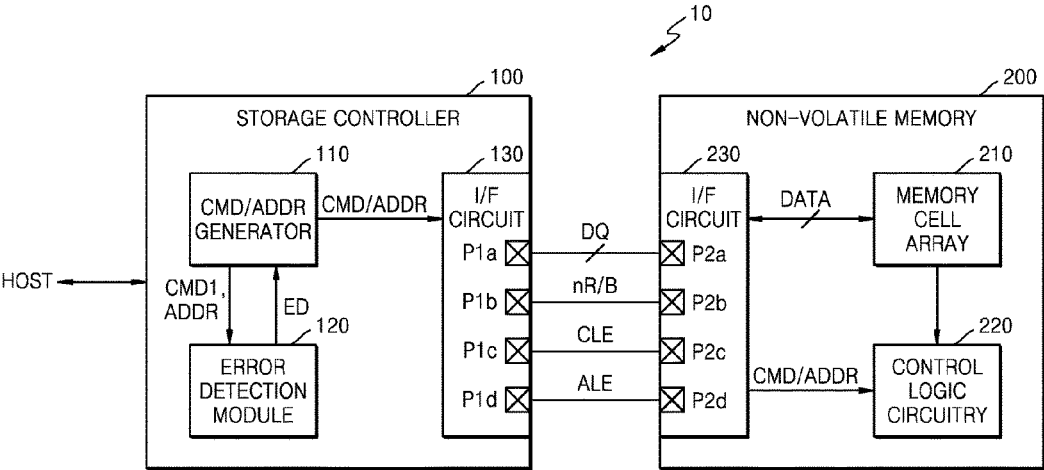 10
100
200
STORAGE CONTROLLER
NON-VOLATILE MEMORY
110
130
230
210
CMD/ADDR
GENERATOR
CMD/ADDR
I/F
CIRCUIT
I/F
CIRCUIT
DATA
MEMORY
CELL
ARRAY
P1a
DQ
P2a
HOST
CMD1,
ADDR
ED
P1b
nR/B
P2b
120
220
P1c
CLE
P2c
ERROR
DETECTION
MODULE
P1d
ALE
P2d
CMD/ADDR
CONTROL
LOGIC
CIRCUITRY